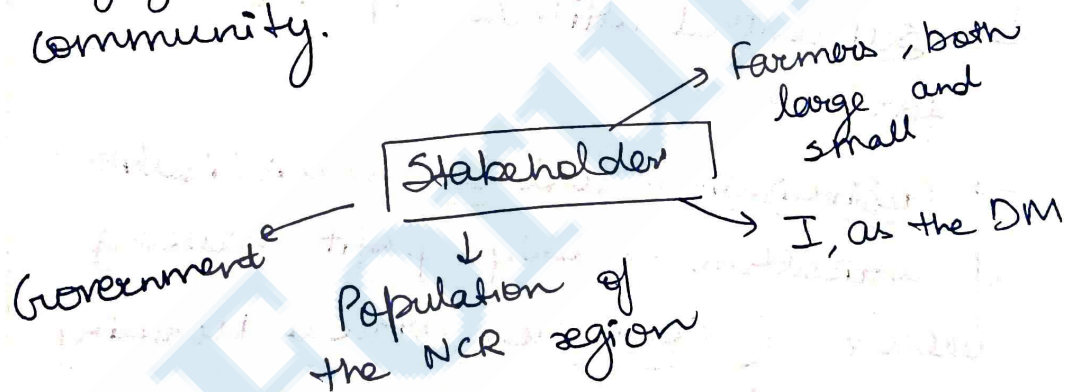 community.
Farmers, both
large and
small
Stakeholder
I, as the DM
Government
Population of
the NCR region